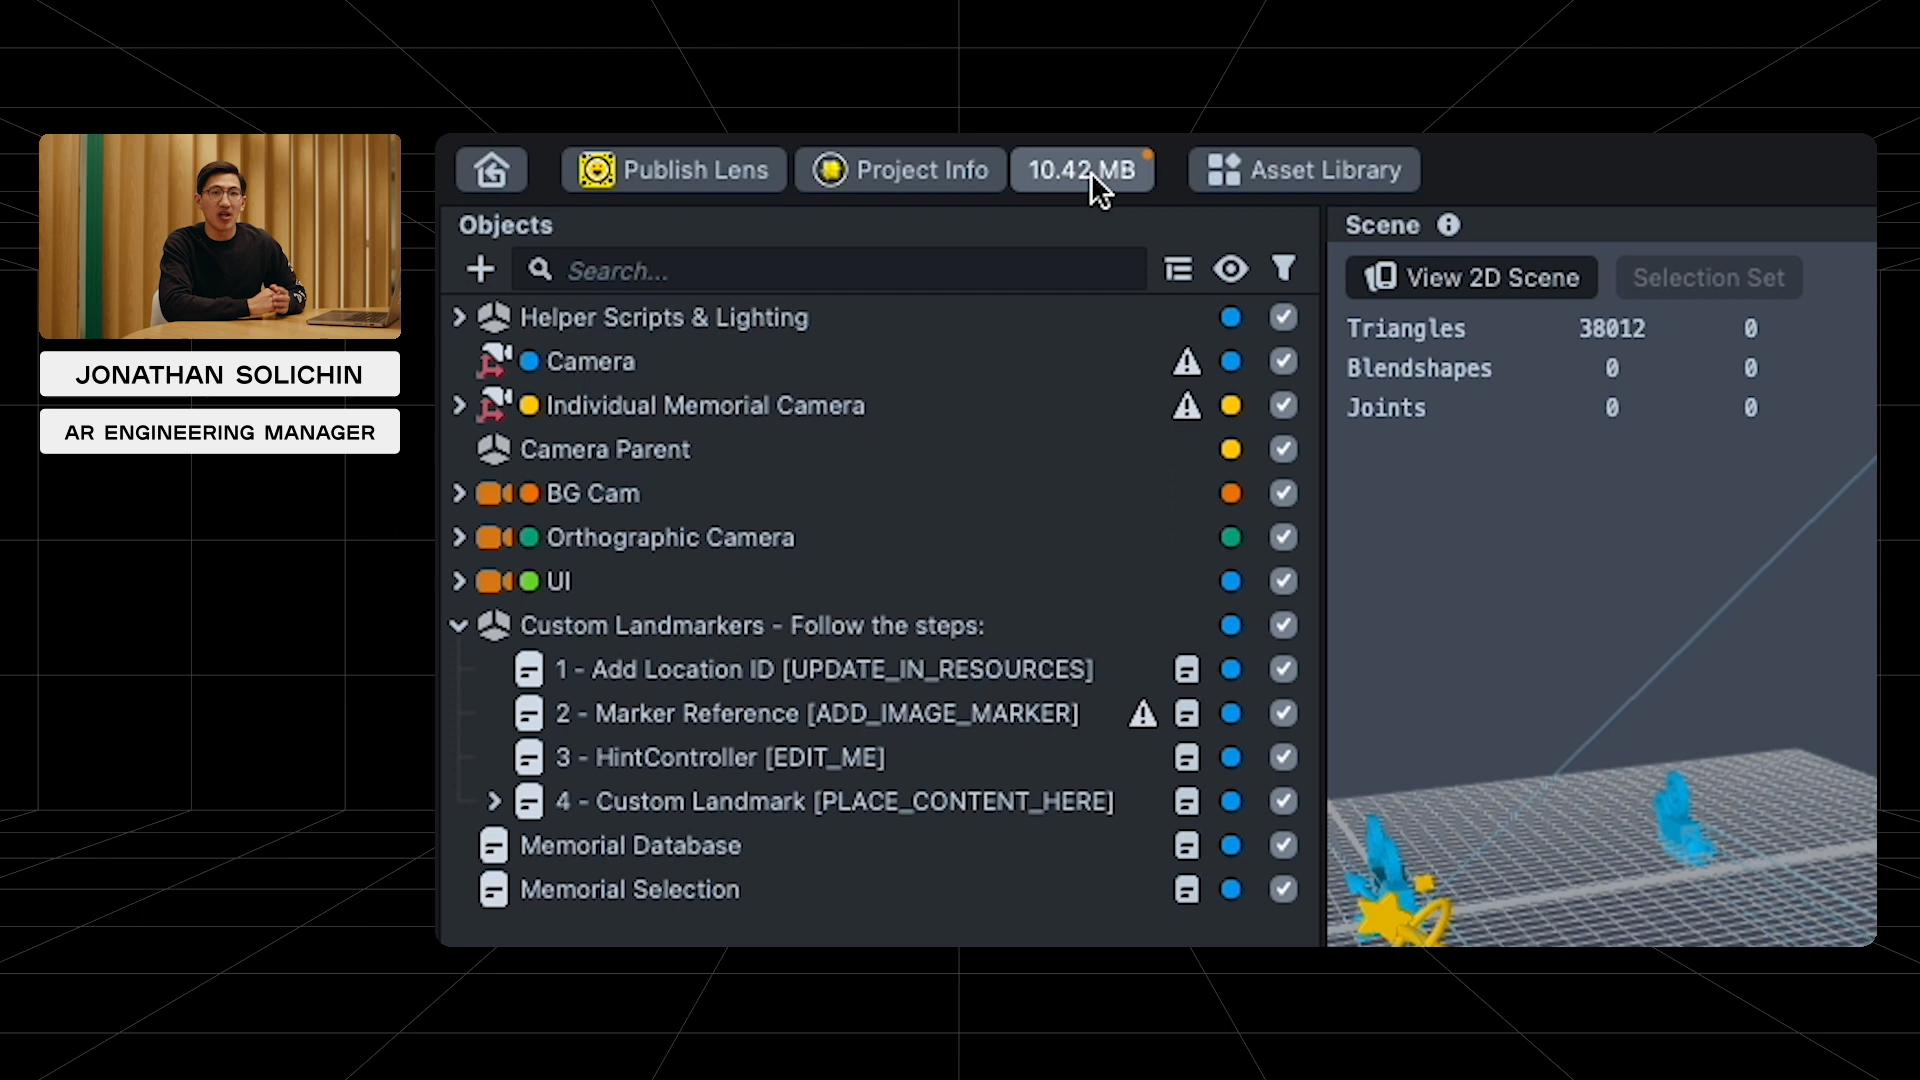 JONATHAN SOLICHIN
AR ENGINEERING MANAGER
Publish Lens
Project Info
10.42 MB
Asset Library
Objects
Search...
Helper Scripts & Lighting
Camera
Individual Memorial Camera
Camera Parent
BG Cam
Orthographic Camera
UI
Custom Landmarkers - Follow the steps:
1 - Add Location ID [UPDATE_IN_RESOURCES]
2 - Marker Reference [ADD_IMAGE_MARKER]
3 - HintController [EDIT_ME]
4 - Custom Landmark [PLACE_CONTENT_HERE]
Memorial Database
Memorial Selection
Scene
View 2D Scene
Selection Set
Triangles 38012 0
Blendshapes 0 0
Joints 0 0